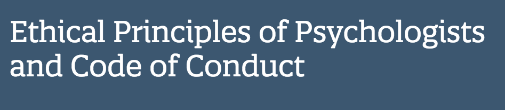 Ethical Principles of Psychologists
and Code of Conduct